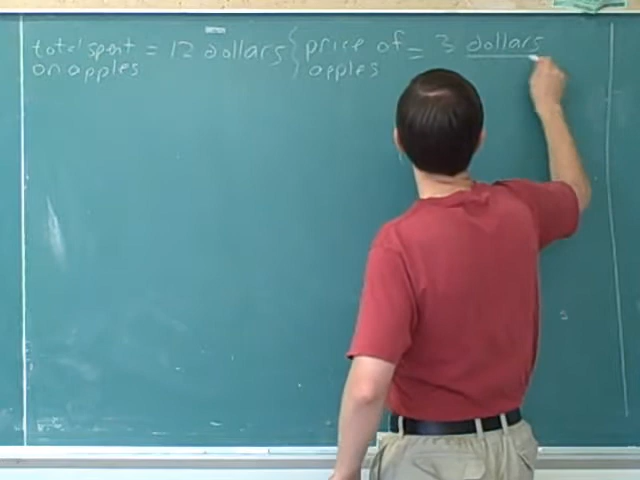 total spent = 12 dollars { price of = 3 dollars
on apples apples